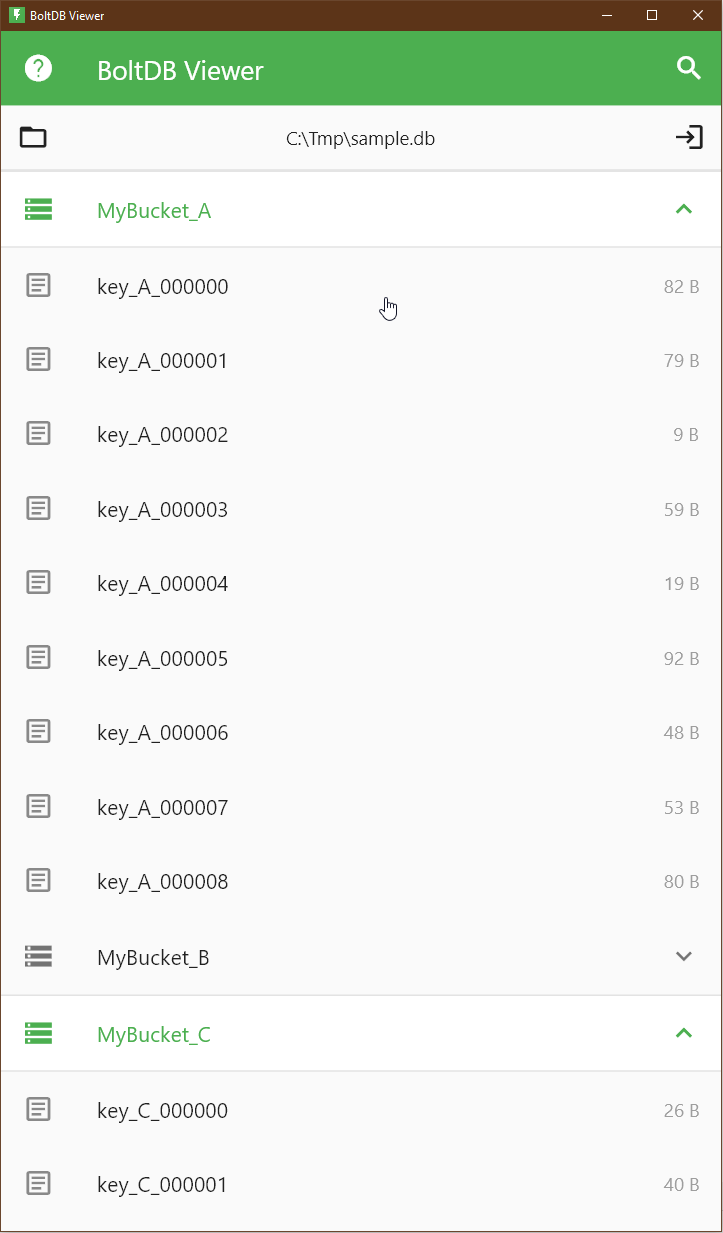 BoltDB Viewer
BoltDB Viewer
C:\Tmp\sample.db
MyBucket_A
key_A_000000 82 B
key_A_000001 79 B
key_A_000002 9 B
key_A_000003 59 B
key_A_000004 19 B
key_A_000005 92 B
key_A_000006 48 B
key_A_000007 53 B
key_A_000008 80 B
MyBucket_B
MyBucket_C
key_C_000000 26 B
key_C_000001 40 B